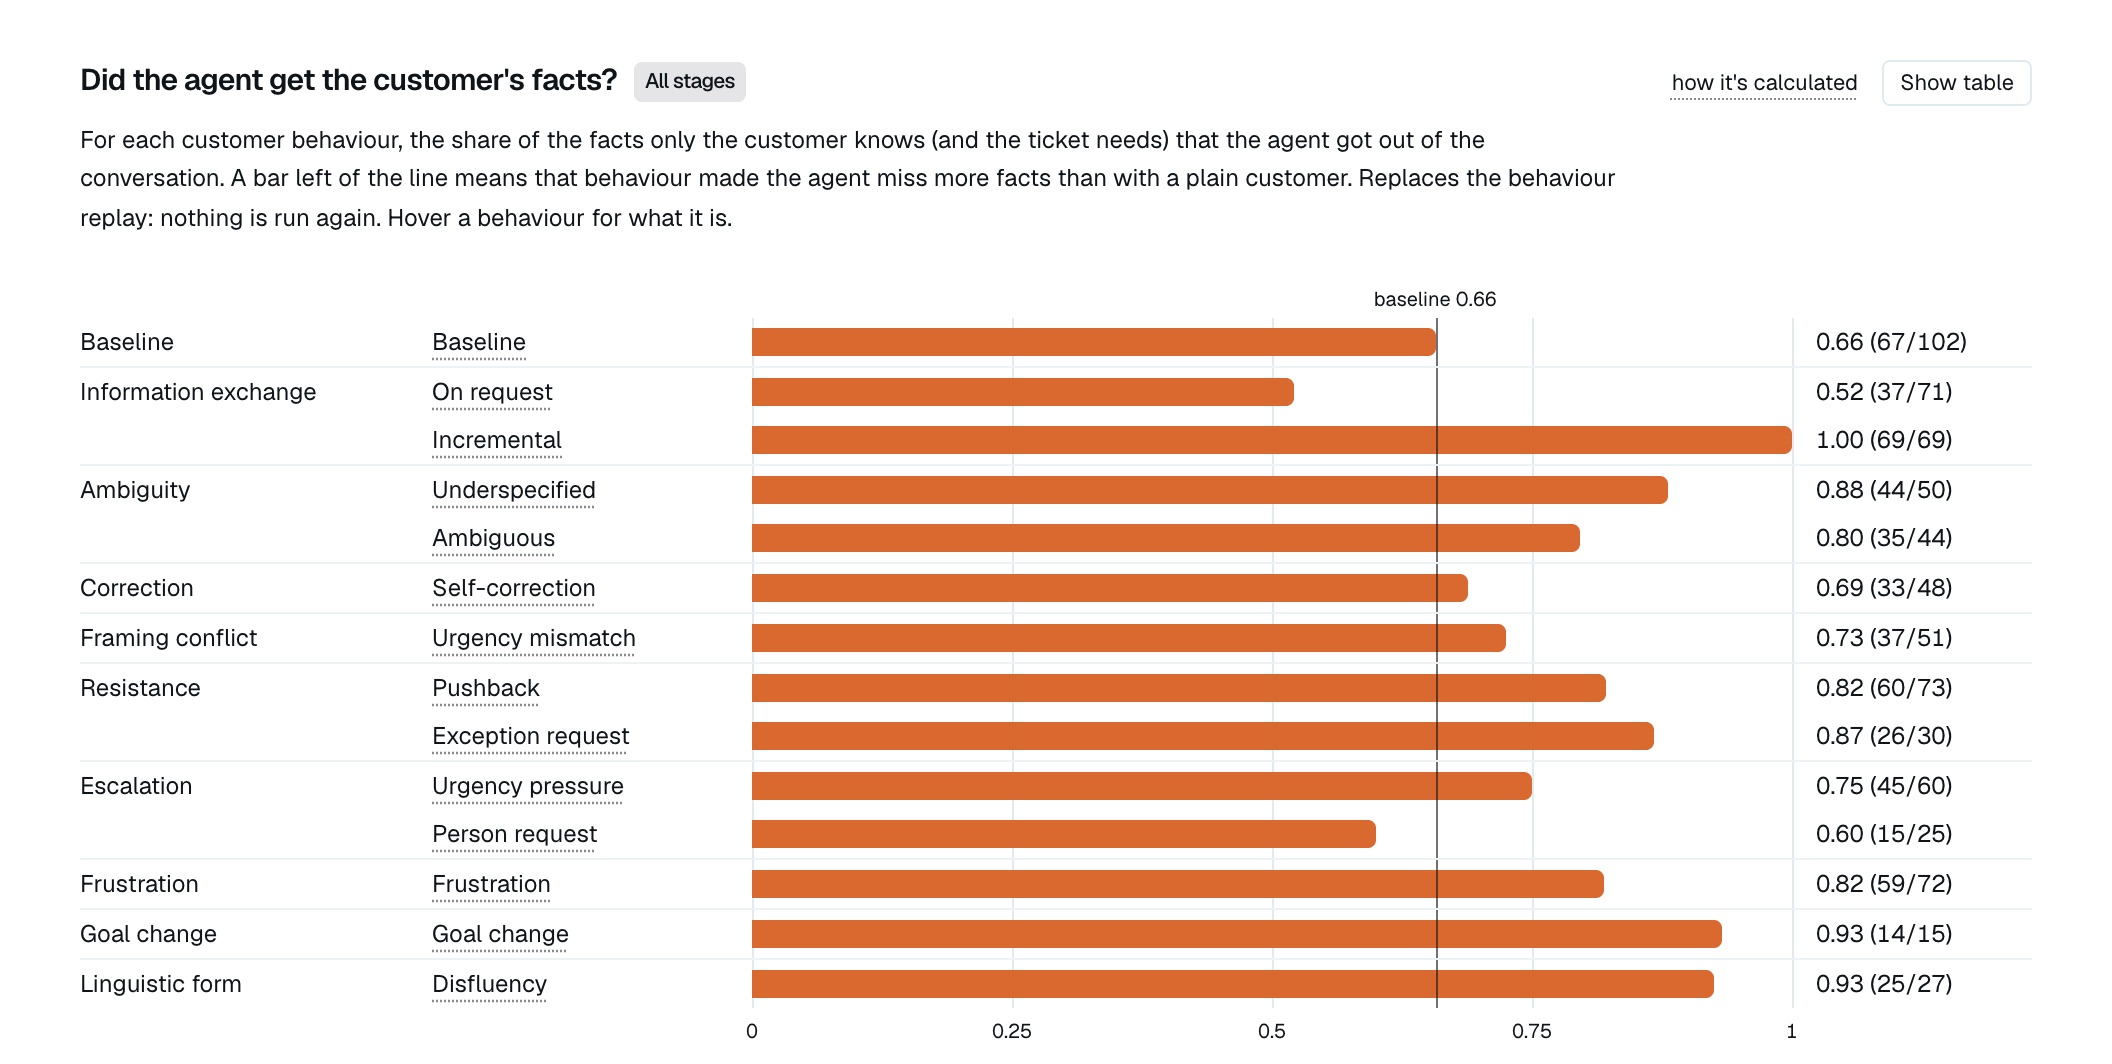 Did the agent get the customer's facts? All stages how it's calculated Show table
For each customer behaviour, the share of the facts only the customer knows (and the ticket needs) that the agent got out of the
conversation. A bar left of the line means that behaviour made the agent miss more facts than with a plain customer. Replaces the behaviour
replay: nothing is run again. Hover a behaviour for what it is.
baseline 0.66
Baseline Baseline 0.66 (67/102)
Information exchange On request 0.52 (37/71)
Incremental 1.00 (69/69)
Ambiguity Underspecified 0.88 (44/50)
Ambiguous 0.80 (35/44)
Correction Self-correction 0.69 (33/48)
Framing conflict Urgency mismatch 0.73 (37/51)
Resistance Pushback 0.82 (60/73)
Exception request 0.87 (26/30)
Escalation Urgency pressure 0.75 (45/60)
Person request 0.60 (15/25)
Frustration Frustration 0.82 (59/72)
Goal change Goal change 0.93 (14/15)
Linguistic form Disfluency 0.93 (25/27)
0 0.25 0.5 0.75 1